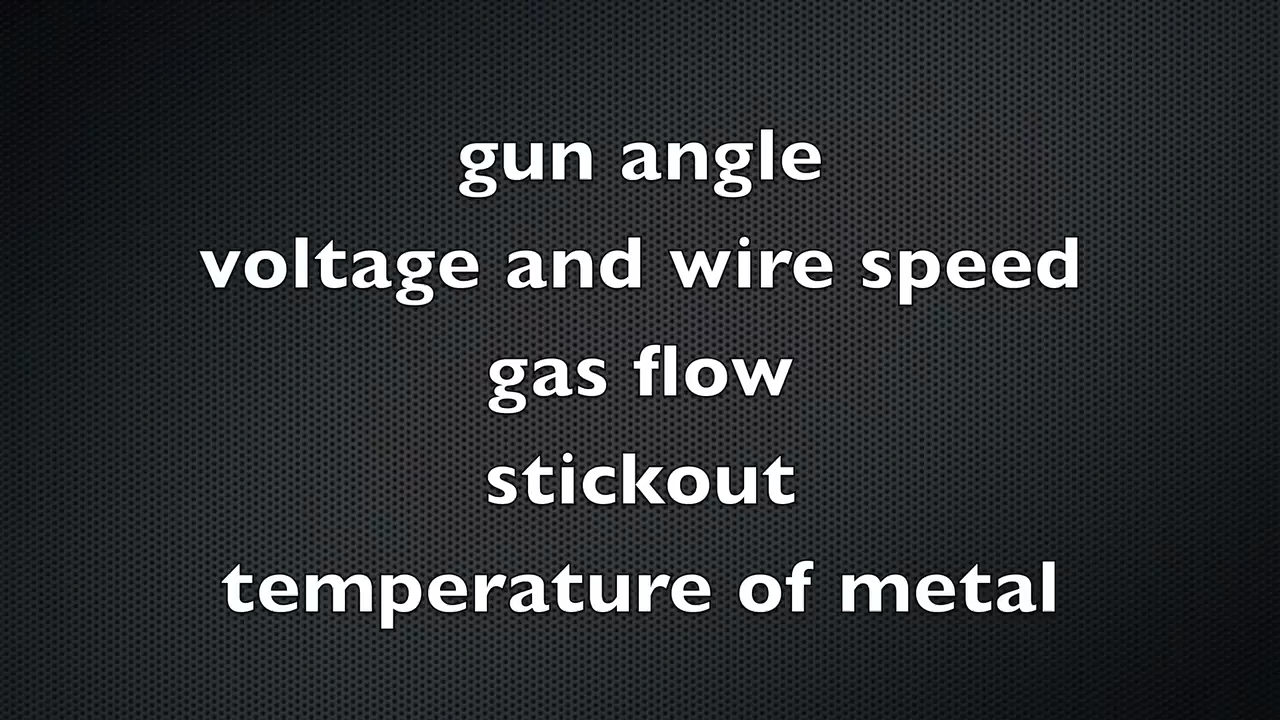 gun angle
voltage and wire speed
gas flow
stickout
temperature of metal